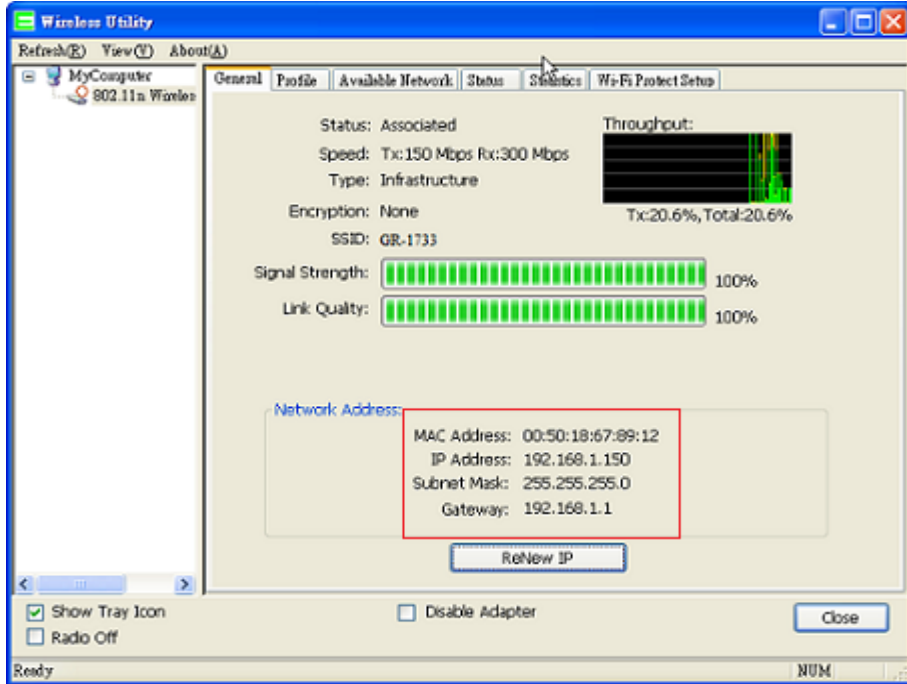 Wireless Utility
Refresh(R) View(V) About(A)
MyComputer
802.11n Wireles
General Profile Available Network Status Statistics Wi-Fi Protect Setup
Status: Associated
Throughput:
Speed: Tx:150 Mbps Rx:300 Mbps
Type: Infrastructure
Encryption: None
Tx:20.6%, Total:20.6%
SSID: GR-1733
Signal Strength: 100%
Link Quality: 100%
Network Address:
MAC Address: 00:50:18:67:89:12
IP Address: 192.168.1.150
Subnet Mask: 255.255.255.0
Gateway: 192.168.1.1
ReNew IP
Show Tray Icon
Disable Adapter
Close
Radio Off
Ready
NUM